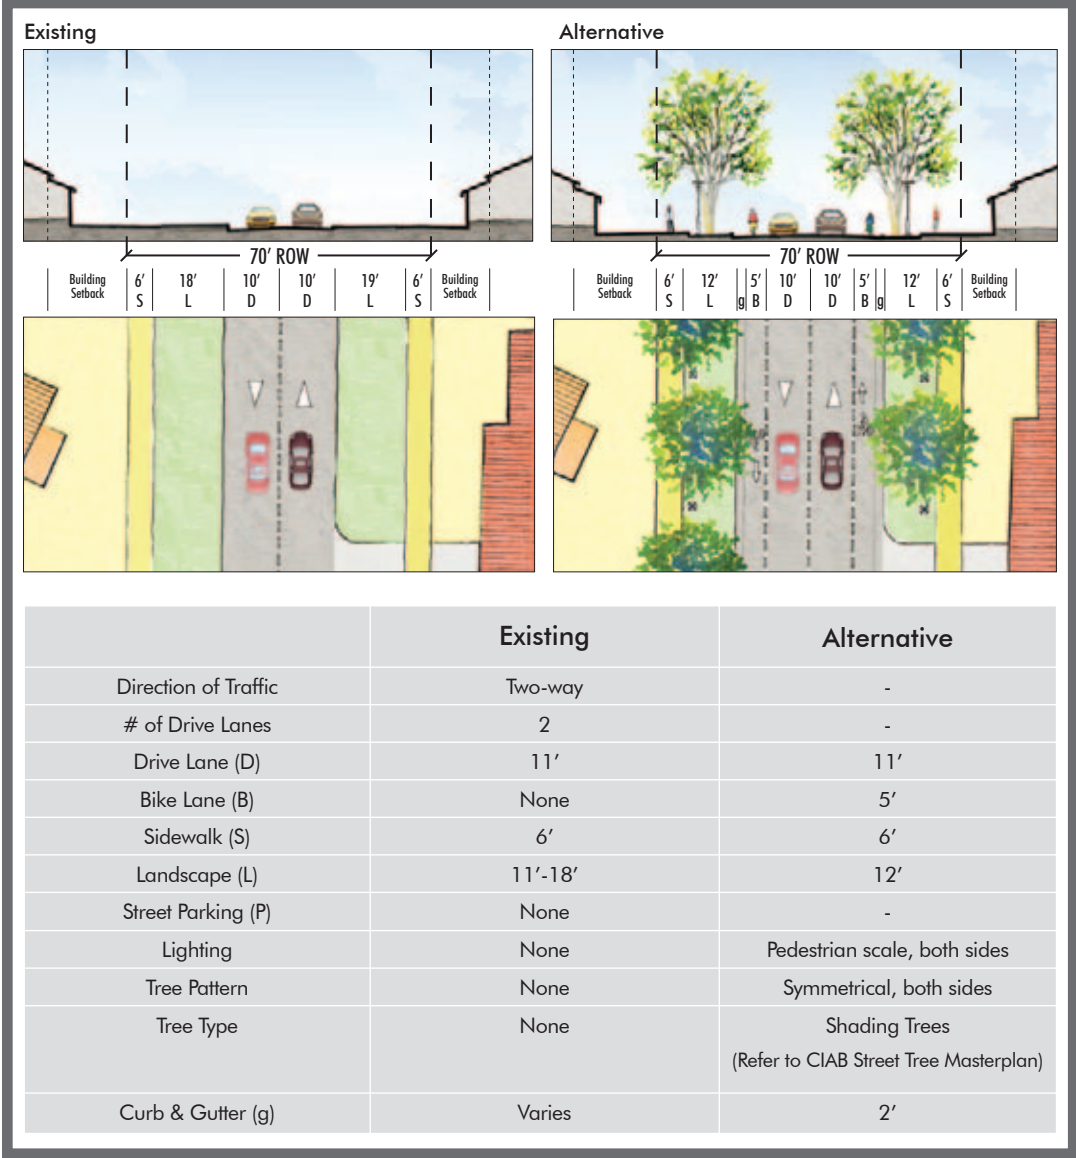 Existing
Alternative
70′ ROW
70′ ROW
Building Setback
6′ S
18′ L
10′ D
10′ D
19′ L
6′ S
Building Setback
Building Setback
6′ S
12′ L
g
5′ B
10′ D
10′ D
5′ B
g
12′ L
6′ S
Building Setback
Existing Alternative
Direction of Traffic Two-way -
# of Drive Lanes 2 -
Drive Lane (D) 11′ 11′
Bike Lane (B) None 5′
Sidewalk (S) 6′ 6′
Landscape (L) 11′-18′ 12′
Street Parking (P) None -
Lighting None Pedestrian scale, both sides
Tree Pattern None Symmetrical, both sides
Tree Type None Shading Trees
(Refer to CIAB Street Tree Masterplan)
Curb & Gutter (g) Varies 2′